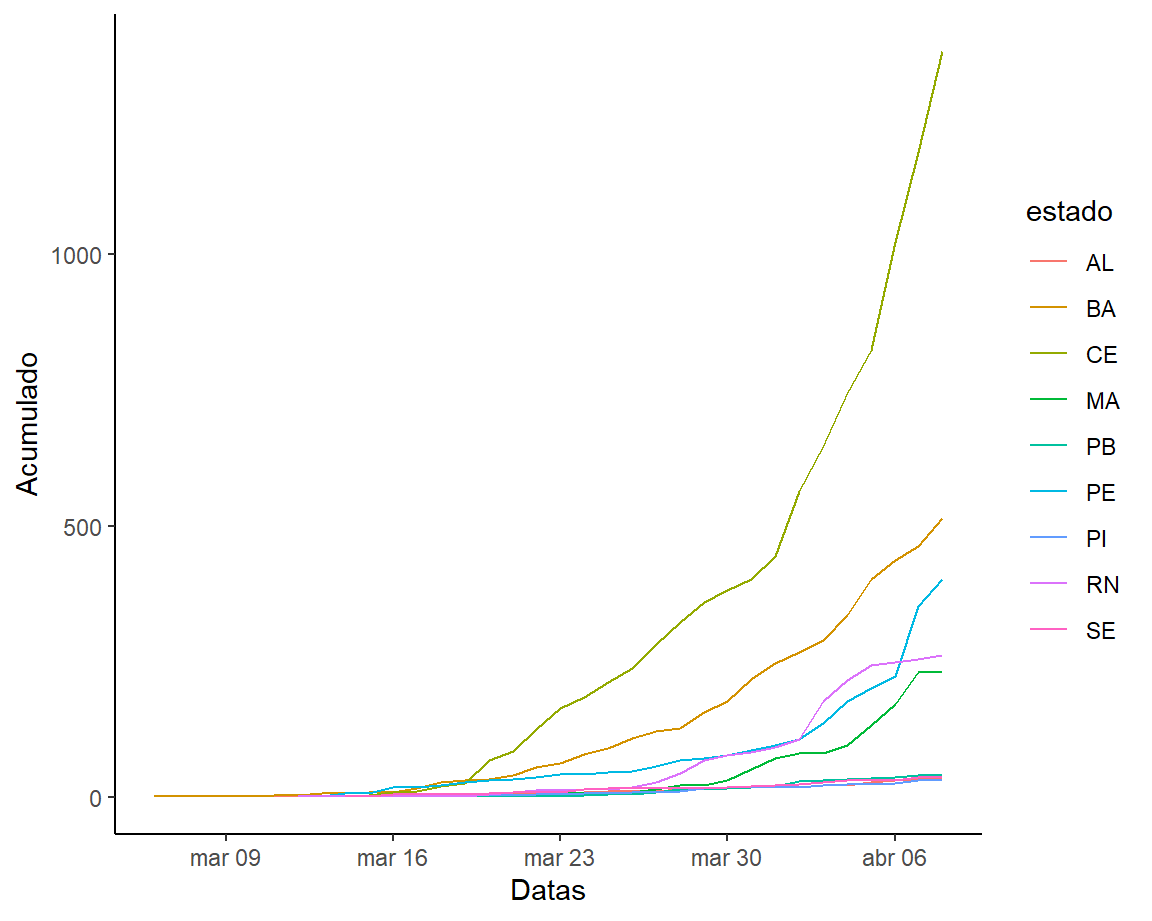 1000
500
0
Acumulado
mar 09
mar 16
mar 23
mar 30
abr 06
Datas
estado
AL
BA
CE
MA
PB
PE
PI
RN
SE